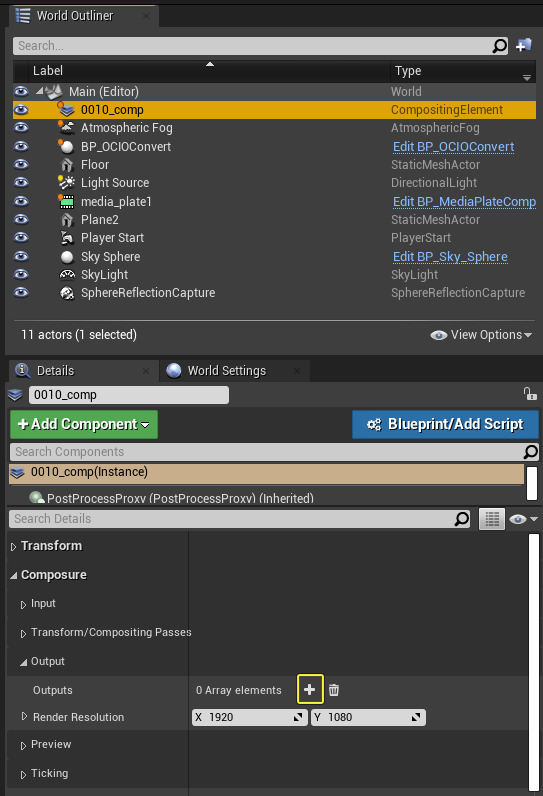 World Outliner
Search...
Label Type
Main (Editor) World
0010_comp CompositingElement
Atmospheric Fog AtmosphericFog
BP_OCIOConvert Edit BP_OCIOConvert
Floor StaticMeshActor
Light Source DirectionalLight
media_plate1 Edit BP_MediaPlateComp
Plane2 StaticMeshActor
Player Start PlayerStart
Sky Sphere Edit BP_Sky_Sphere
SkyLight SkyLight
SphereReflectionCapture SphereReflectionCapture
11 actors (1 selected) View Options
Details World Settings
0010_comp
Add Component Blueprint/Add Script
Search Components
0010_comp(Instance)
PostProcessProxy (PostProcessProxy) (Inherited)
Search Details
Transform
Composure
Input
Transform/Compositing Passes
Output
Outputs 0 Array elements
Render Resolution X 1920 Y 1080
Preview
Ticking